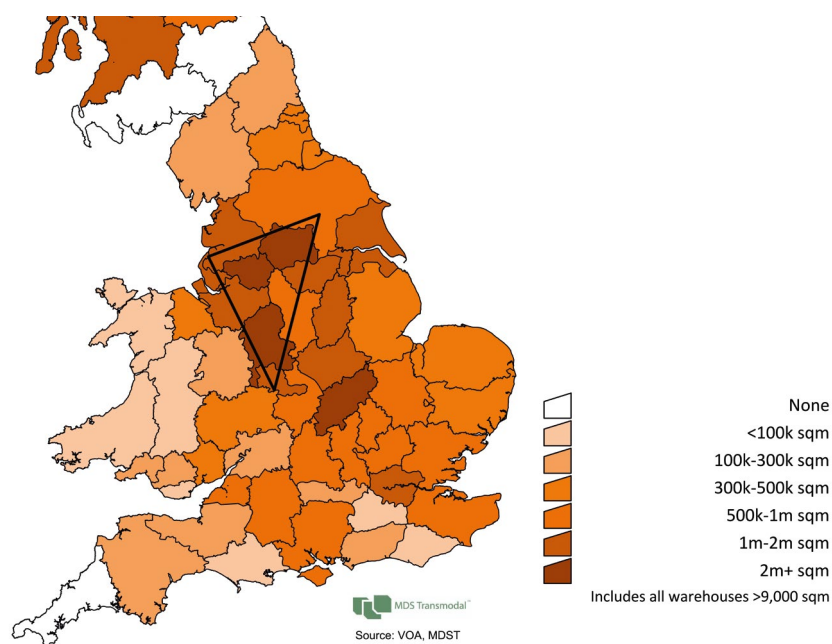 None
<100k sqm
100k-300k sqm
300k-500k sqm
500k-1m sqm
1m-2m sqm
2m+ sqm
Includes all warehouses >9,000 sqm
MDS Transmodal™
Source: VOA, MDST